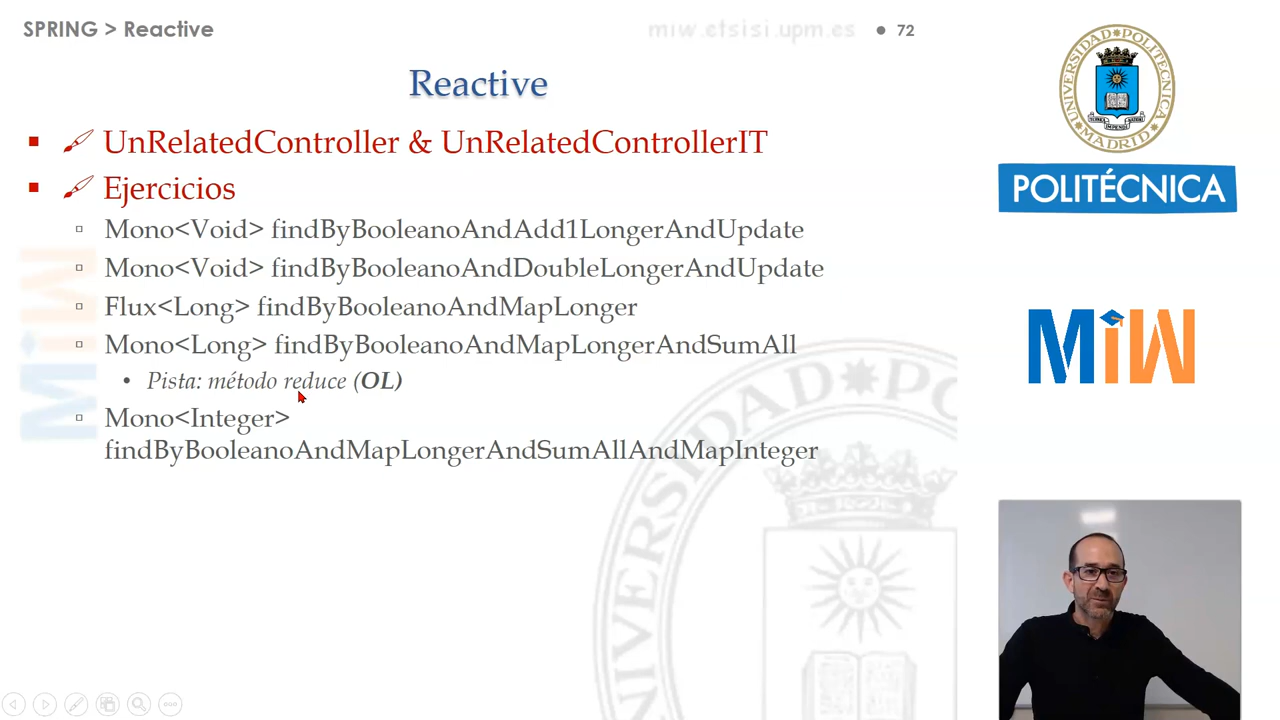 SPRING > Reactive
miw.etsisi.upm.es
72
Reactive
UnRelatedController & UnRelatedControllerIT
Ejercicios
Mono<Void> findByBooleanoAndAdd1LongerAndUpdate
Mono<Void> findByBooleanoAndDoubleLongerAndUpdate
Flux<Long> findByBooleanoAndMapLonger
Mono<Long> findByBooleanoAndMapLongerAndSumAll
Pista: método reduce (OL)
Mono<Integer>
findByBooleanoAndMapLongerAndSumAllAndMapInteger
UNIVERSIDAD POLITÉCNICA MADRID
POLITÉCNICA
MiW
MiW